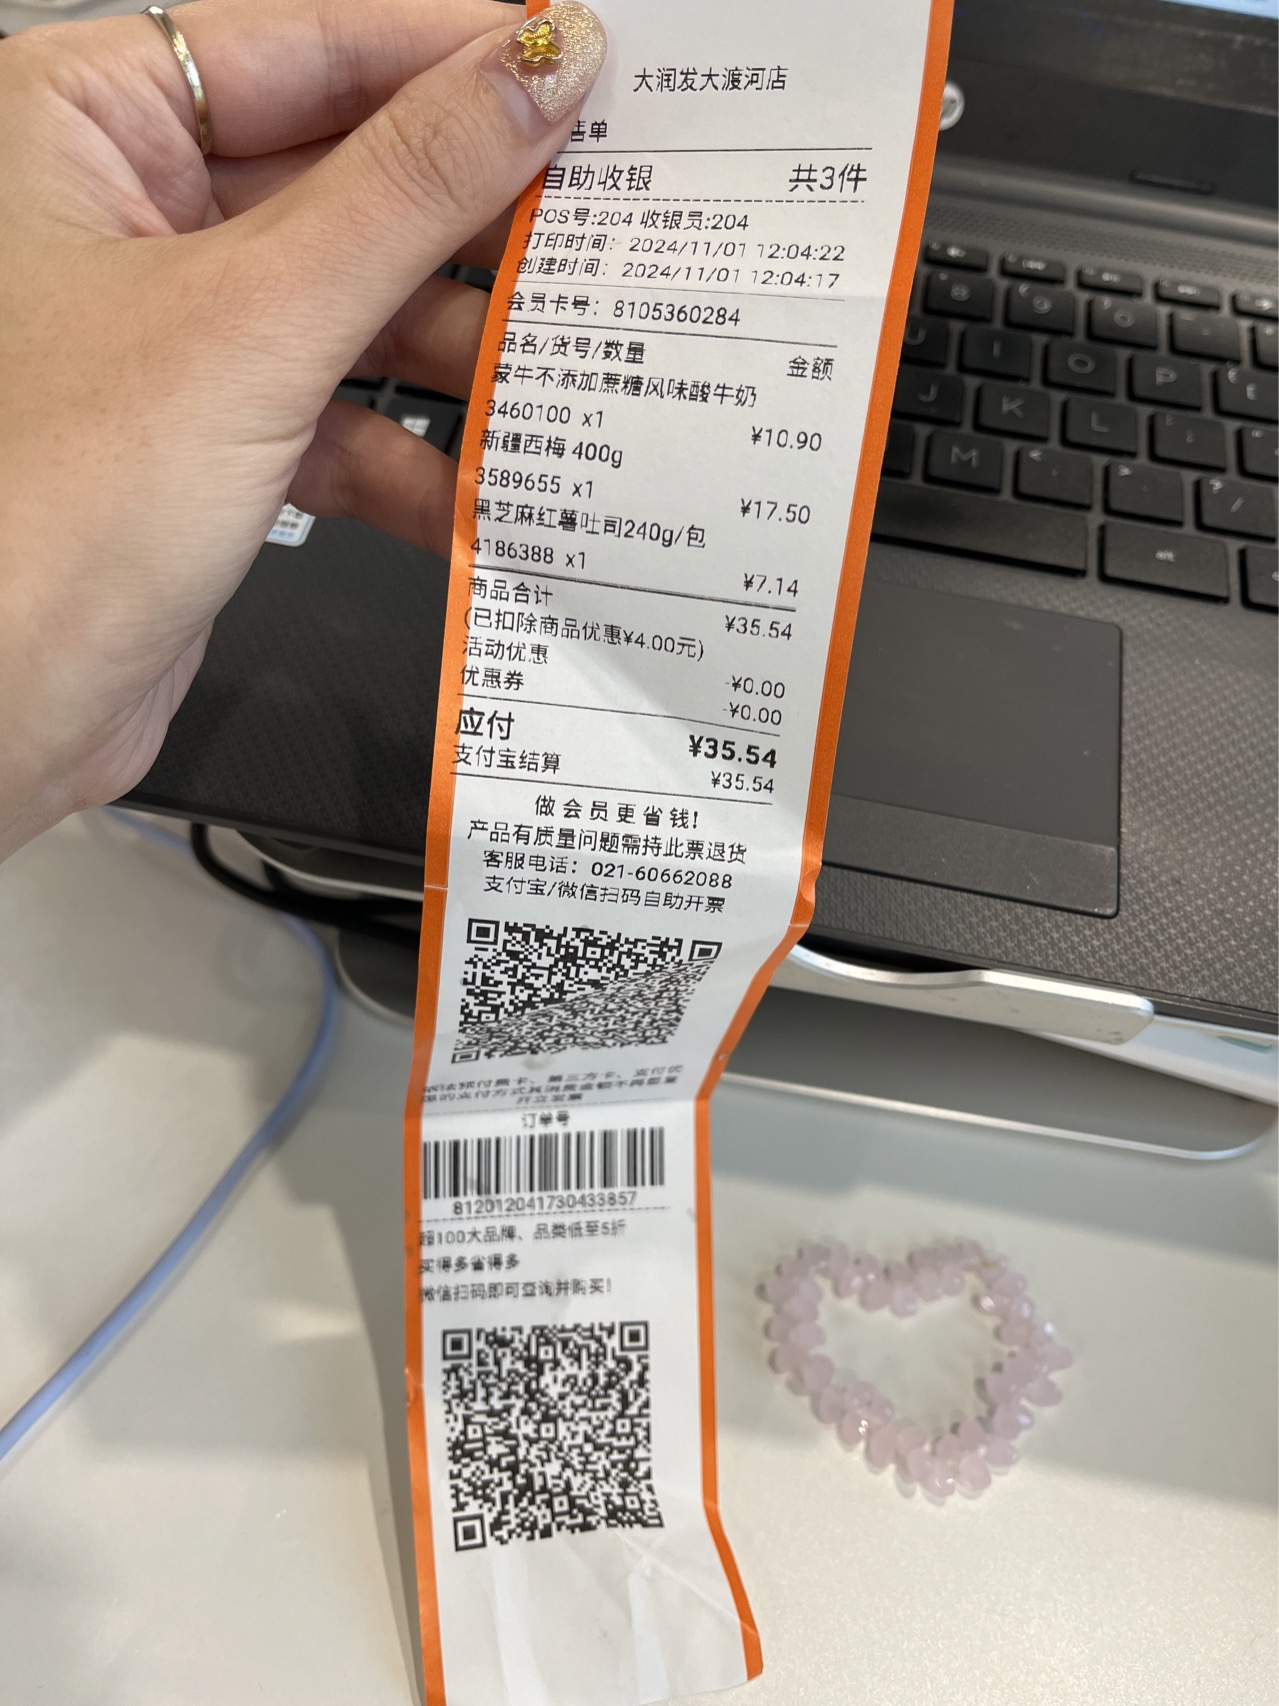 大润发大渡河店
售单
自助收银 共3件
POS号:204 收银员:204
打印时间: 2024/11/01 12:04:22
创建时间: 2024/11/01 12:04:17
会员卡号: 8105360284
品名/货号/数量 金额
蒙牛不添加蔗糖风味酸牛奶
3460100 x1 ¥10.90
新疆西梅 400g
3589655 x1 ¥17.50
黑芝麻红薯吐司240g/包
4186388 x1 ¥7.14
商品合计 ¥35.54
(已扣除商品优惠¥4.00元)
活动优惠 -¥0.00
优惠券 -¥0.00
应付 ¥35.54
支付宝结算 ¥35.54
做会员更省钱!
产品有质量问题需持此票退货
客服电话: 021-60662088
支付宝/微信扫码自助开票
订单号
812012041730433857
超100大品牌、品类低至5折
买得多省得多
微信扫码即可查询并购买!